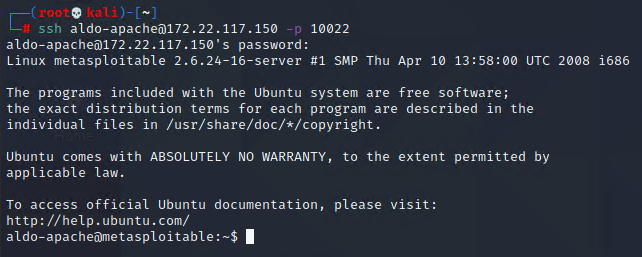 ┌──(root💀kali)-[~]
└─# ssh aldo-apache@172.22.117.150 -p 10022
aldo-apache@172.22.117.150's password:
Linux metasploitable 2.6.24-16-server #1 SMP Thu Apr 10 13:58:00 UTC 2008 i686

The programs included with the Ubuntu system are free software;
the exact distribution terms for each program are described in the
individual files in /usr/share/doc/*/copyright.

Ubuntu comes with ABSOLUTELY NO WARRANTY, to the extent permitted by
applicable law.

To access official Ubuntu documentation, please visit:
http://help.ubuntu.com/
aldo-apache@metasploitable:~$